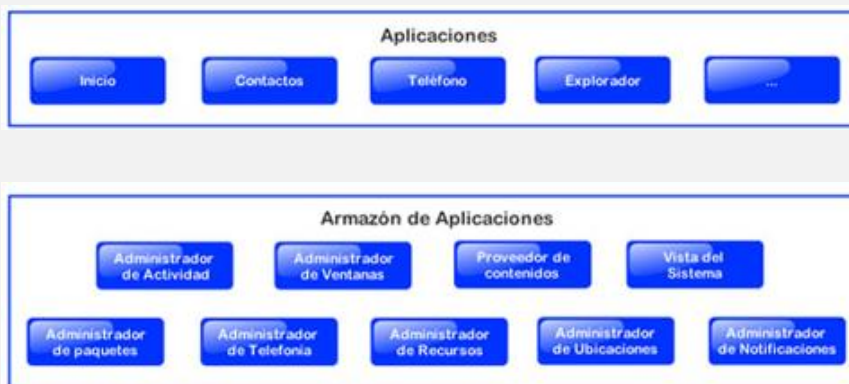 Aplicaciones
Inicio
Contactos
Teléfono
Explorador
...
Armazón de Aplicaciones
Administrador
de Actividad
Administrador
de Ventanas
Proveedor de
contenidos
Vista del
Sistema
Administrador
de paquetes
Administrador
de Telefonía
Administrador
de Recursos
Administrador
de Ubicaciones
Administrador
de Notificaciones